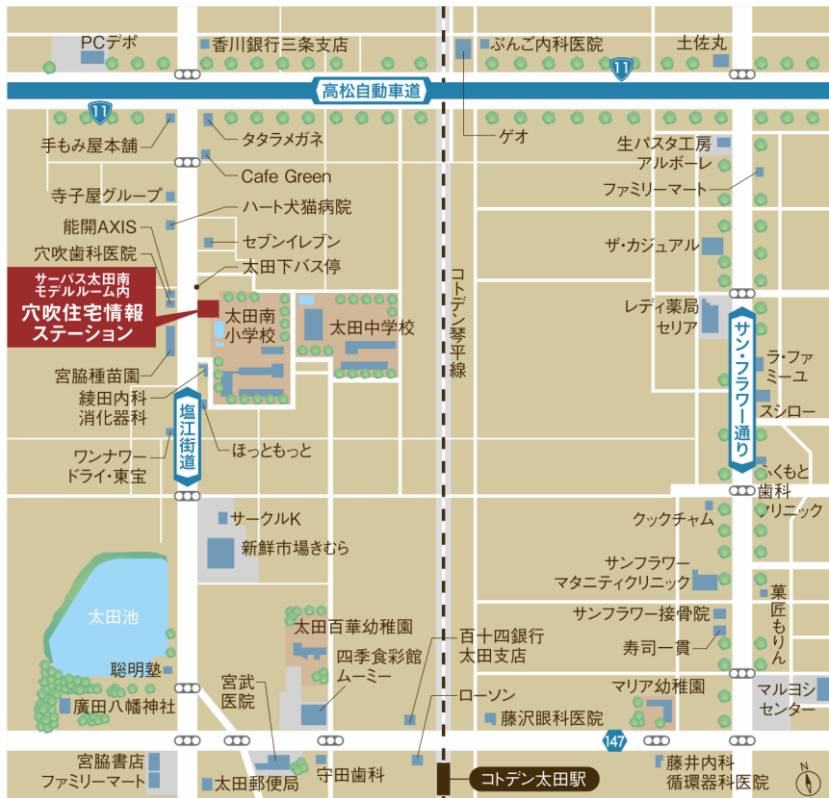 PCデポ
香川銀行三条支店
ぶんご内科医院
土佐丸
11
高松自動車道
11
手もみ屋本舗
タタラメガネ
ゲオ
生パスタ工房
アルボーレ
Cafe Green
ファミリーマート
寺子屋グループ
ハート犬猫病院
能開AXIS
セブンイレブン
ザ・カジュアル
穴吹歯科医院
太田下バス停
コトデン琴平線
サーパス太田南
モデルルーム内
穴吹住宅情報
ステーション
太田南
小学校
太田中学校
レディ薬局
セリア
サン・フラワー通り
宮脇種苗園
ラ・ファ
ミーユ
綾田内科
消化器科
スシロー
塩江街道
ほっともっと
ワンナワー
ドライ・東宝
ふくもと
歯科
クリニック
サークルK
クックチャム
新鮮市場きむら
サンフラワー
マタニティクリニック
太田池
菓匠もりん
太田百華幼稚園
百十四銀行
太田支店
サンフラワー接骨院
寿司一貫
四季食彩館
ムーミー
聡明塾
宮武
医院
ローソン
マリア幼稚園
マルヨシ
センター
廣田八幡神社
藤沢眼科医院
147
宮脇書店
ファミリーマート
太田郵便局
守田歯科
コトデン太田駅
藤井内科
循環器科医院
N